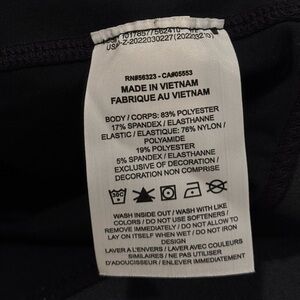 RN#56323 - CA#05553
MADE IN VIETNAM
FABRIQUE AU VIETNAM
BODY / CORPS: 83% POLYESTER
17% SPANDEX / ELASTHANNE
ELASTIC / ELASTIQUE: 76% NYLON /
POLYAMIDE
19% POLYESTER
5% SPANDEX / ELASTHANNE
EXCLUSIVE OF DECORATION /
DECORATION NON COMPRISE
30C
WASH INSIDE OUT / WASH WITH LIKE
COLORS / DO NOT USE SOFTENERS /
REMOVE IMMEDIATELY / DO NOT ALLOW TO
LAY ON ITSELF WHEN WET / DO NOT IRON
DESIGN
LAVER A L'ENVERS / LAVER AVEC COULEURS
SIMILAIRES / NE PAS UTILISER
D'ADOUCISSANT / ENLEVER IMMEDIATEMENT